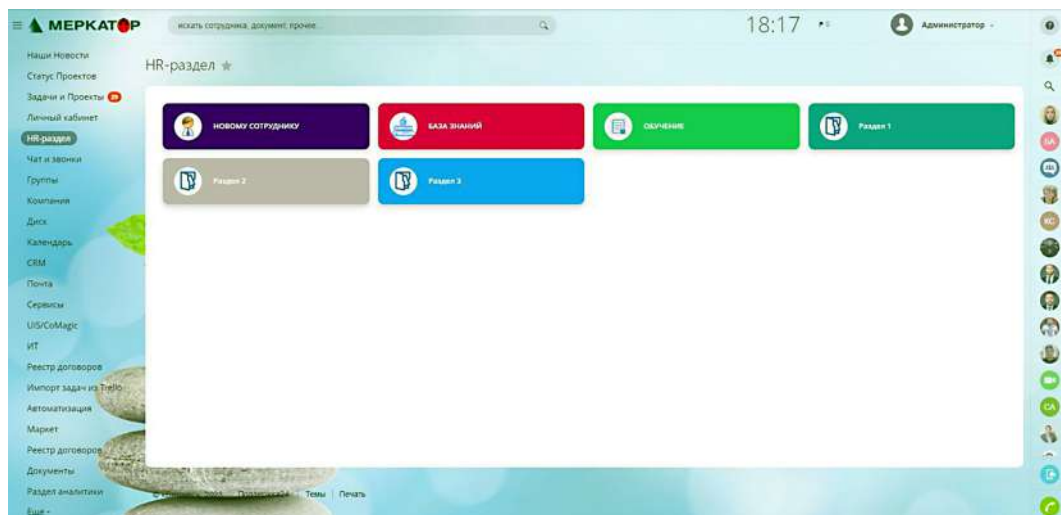 МЕРКАТОР
искать сотрудника, документ, прочее...
18:17
Администратор
Наши Новости
Статус Проектов
Задачи и Проекты
Личный кабинет
HR-раздел
Чат и звонки
Группы
Компания
Диск
Календарь
CRM
Почта
Сервисы
UIS/CoMagic
ИТ
Реестр договоров
Импорт задач из Trello
Автоматизация
Маркет
Реестр договоров
Документы
Раздел аналитики
Еще
HR-раздел
НОВОМУ СОТРУДНИКУ
БАЗА ЗНАНИЙ
ОБУЧЕНИЕ
Раздел 1
Раздел 2
Раздел 3
Темы
Печать
КС
СА